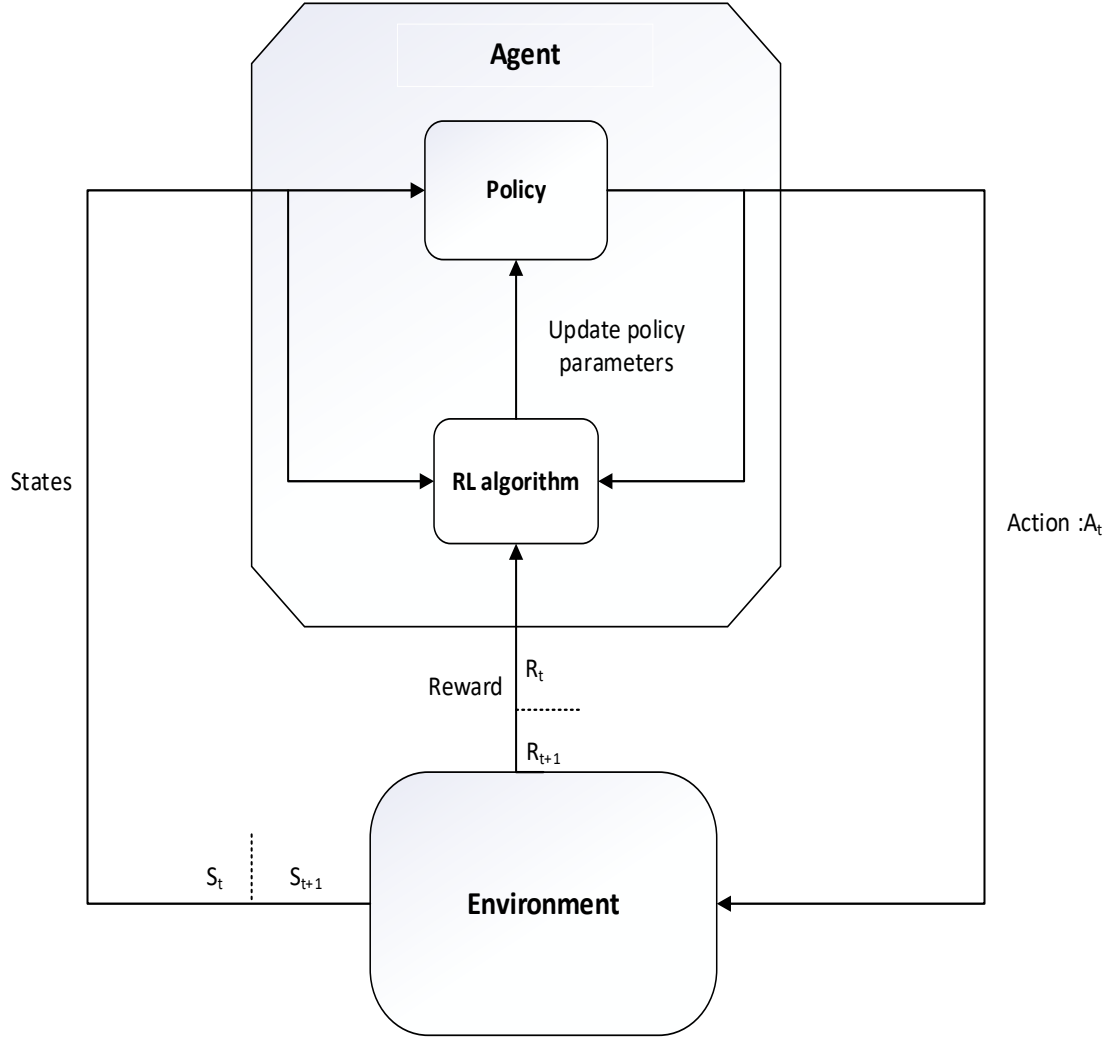 Agent
Policy
Update policy
parameters
States
RL algorithm
Action :Aₜ
Rₜ
Reward
Rₜ₊₁
Sₜ
Sₜ₊₁
Environment